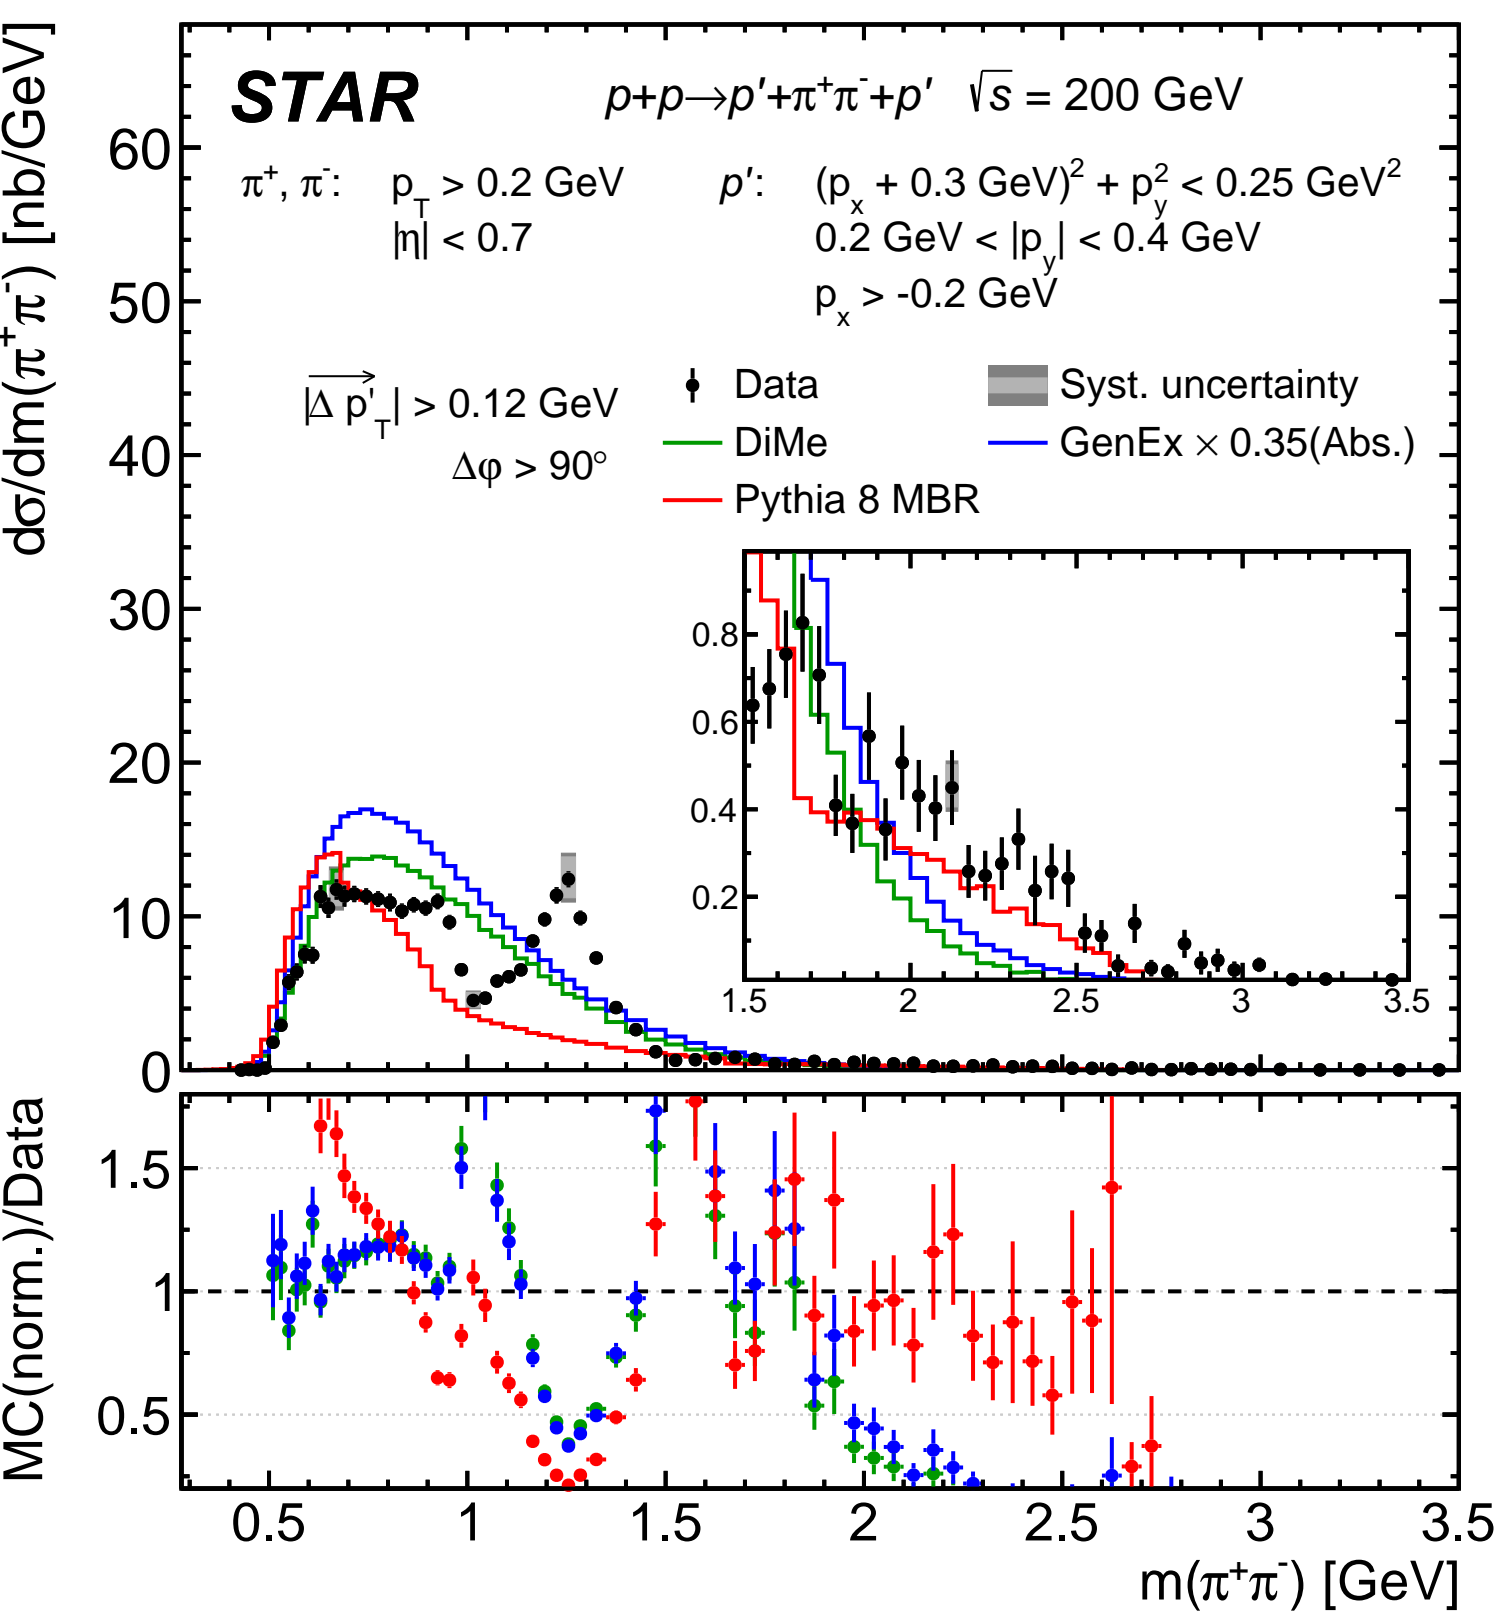 STAR
p+p→p′+π⁺π⁻+p′ √s = 200 GeV
π⁺, π⁻: p_T > 0.2 GeV
|η| < 0.7
p′: (p_x + 0.3 GeV)² + p_y² < 0.25 GeV²
0.2 GeV < |p_y| < 0.4 GeV
p_x > -0.2 GeV
|Δ p'_T| > 0.12 GeV
Δφ > 90°
Data
Syst. uncertainty
DiMe
GenEx × 0.35(Abs.)
Pythia 8 MBR
dσ/dm(π⁺π⁻) [nb/GeV]
60
50
40
30
20
10
0
0.8
0.6
0.4
0.2
1.5 2 2.5 3 3.5
MC(norm.)/Data
1.5
1
0.5
0.5 1 1.5 2 2.5 3 3.5
m(π⁺π⁻) [GeV]